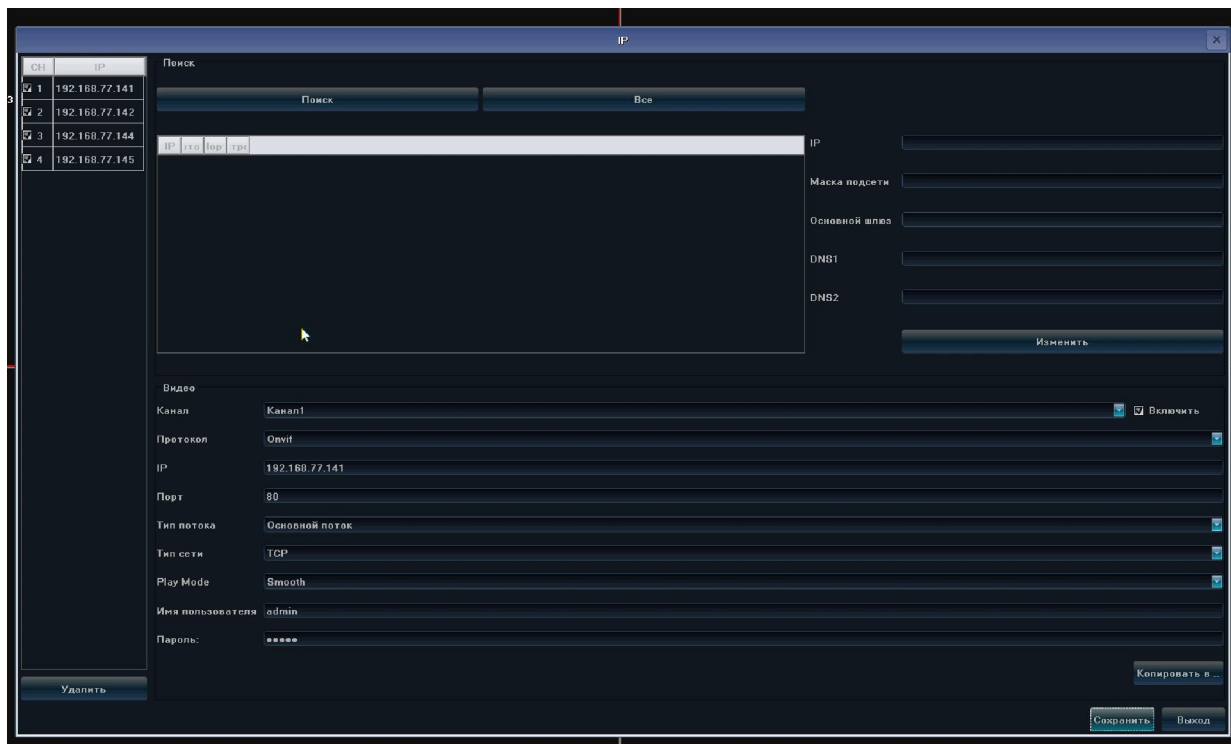 IP
CH IP
1 192.168.77.141
2 192.168.77.142
3 192.168.77.144
4 192.168.77.145
3
Поиск
Поиск Все
IP
IP
Маска подсети
Основной шлюз
DNS1
DNS2
Изменить
Видео
Канал Канал1 Включить
Протокол Onvif
IP 192.168.77.141
Порт 80
Тип потока Основной поток
Тип сети TCP
Play Mode Smooth
Имя пользователя admin
Пароль: •••••
Копировать в ..
Удалить
Сохранить Выход